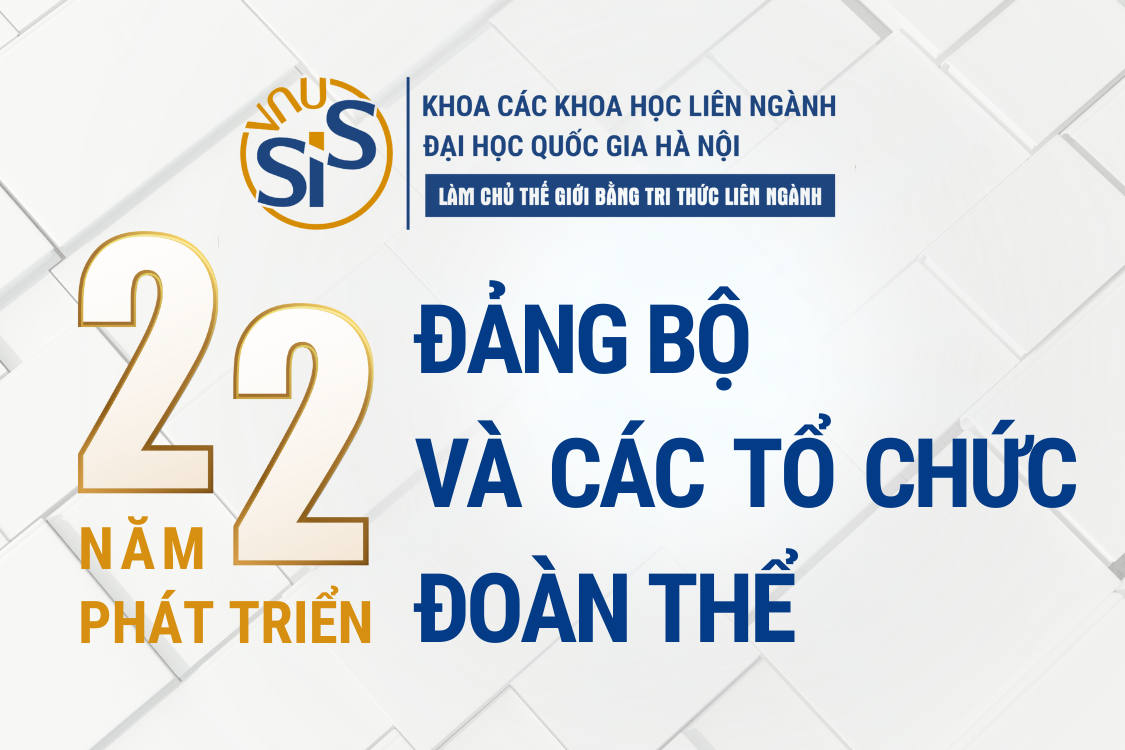 VNU
SIS
KHOA CÁC KHOA HỌC LIÊN NGÀNH
ĐẠI HỌC QUỐC GIA HÀ NỘI
LÀM CHỦ THẾ GIỚI BẰNG TRI THỨC LIÊN NGÀNH
22
NĂM
PHÁT TRIỂN
ĐẢNG BỘ
VÀ CÁC TỔ CHỨC
ĐOÀN THỂ